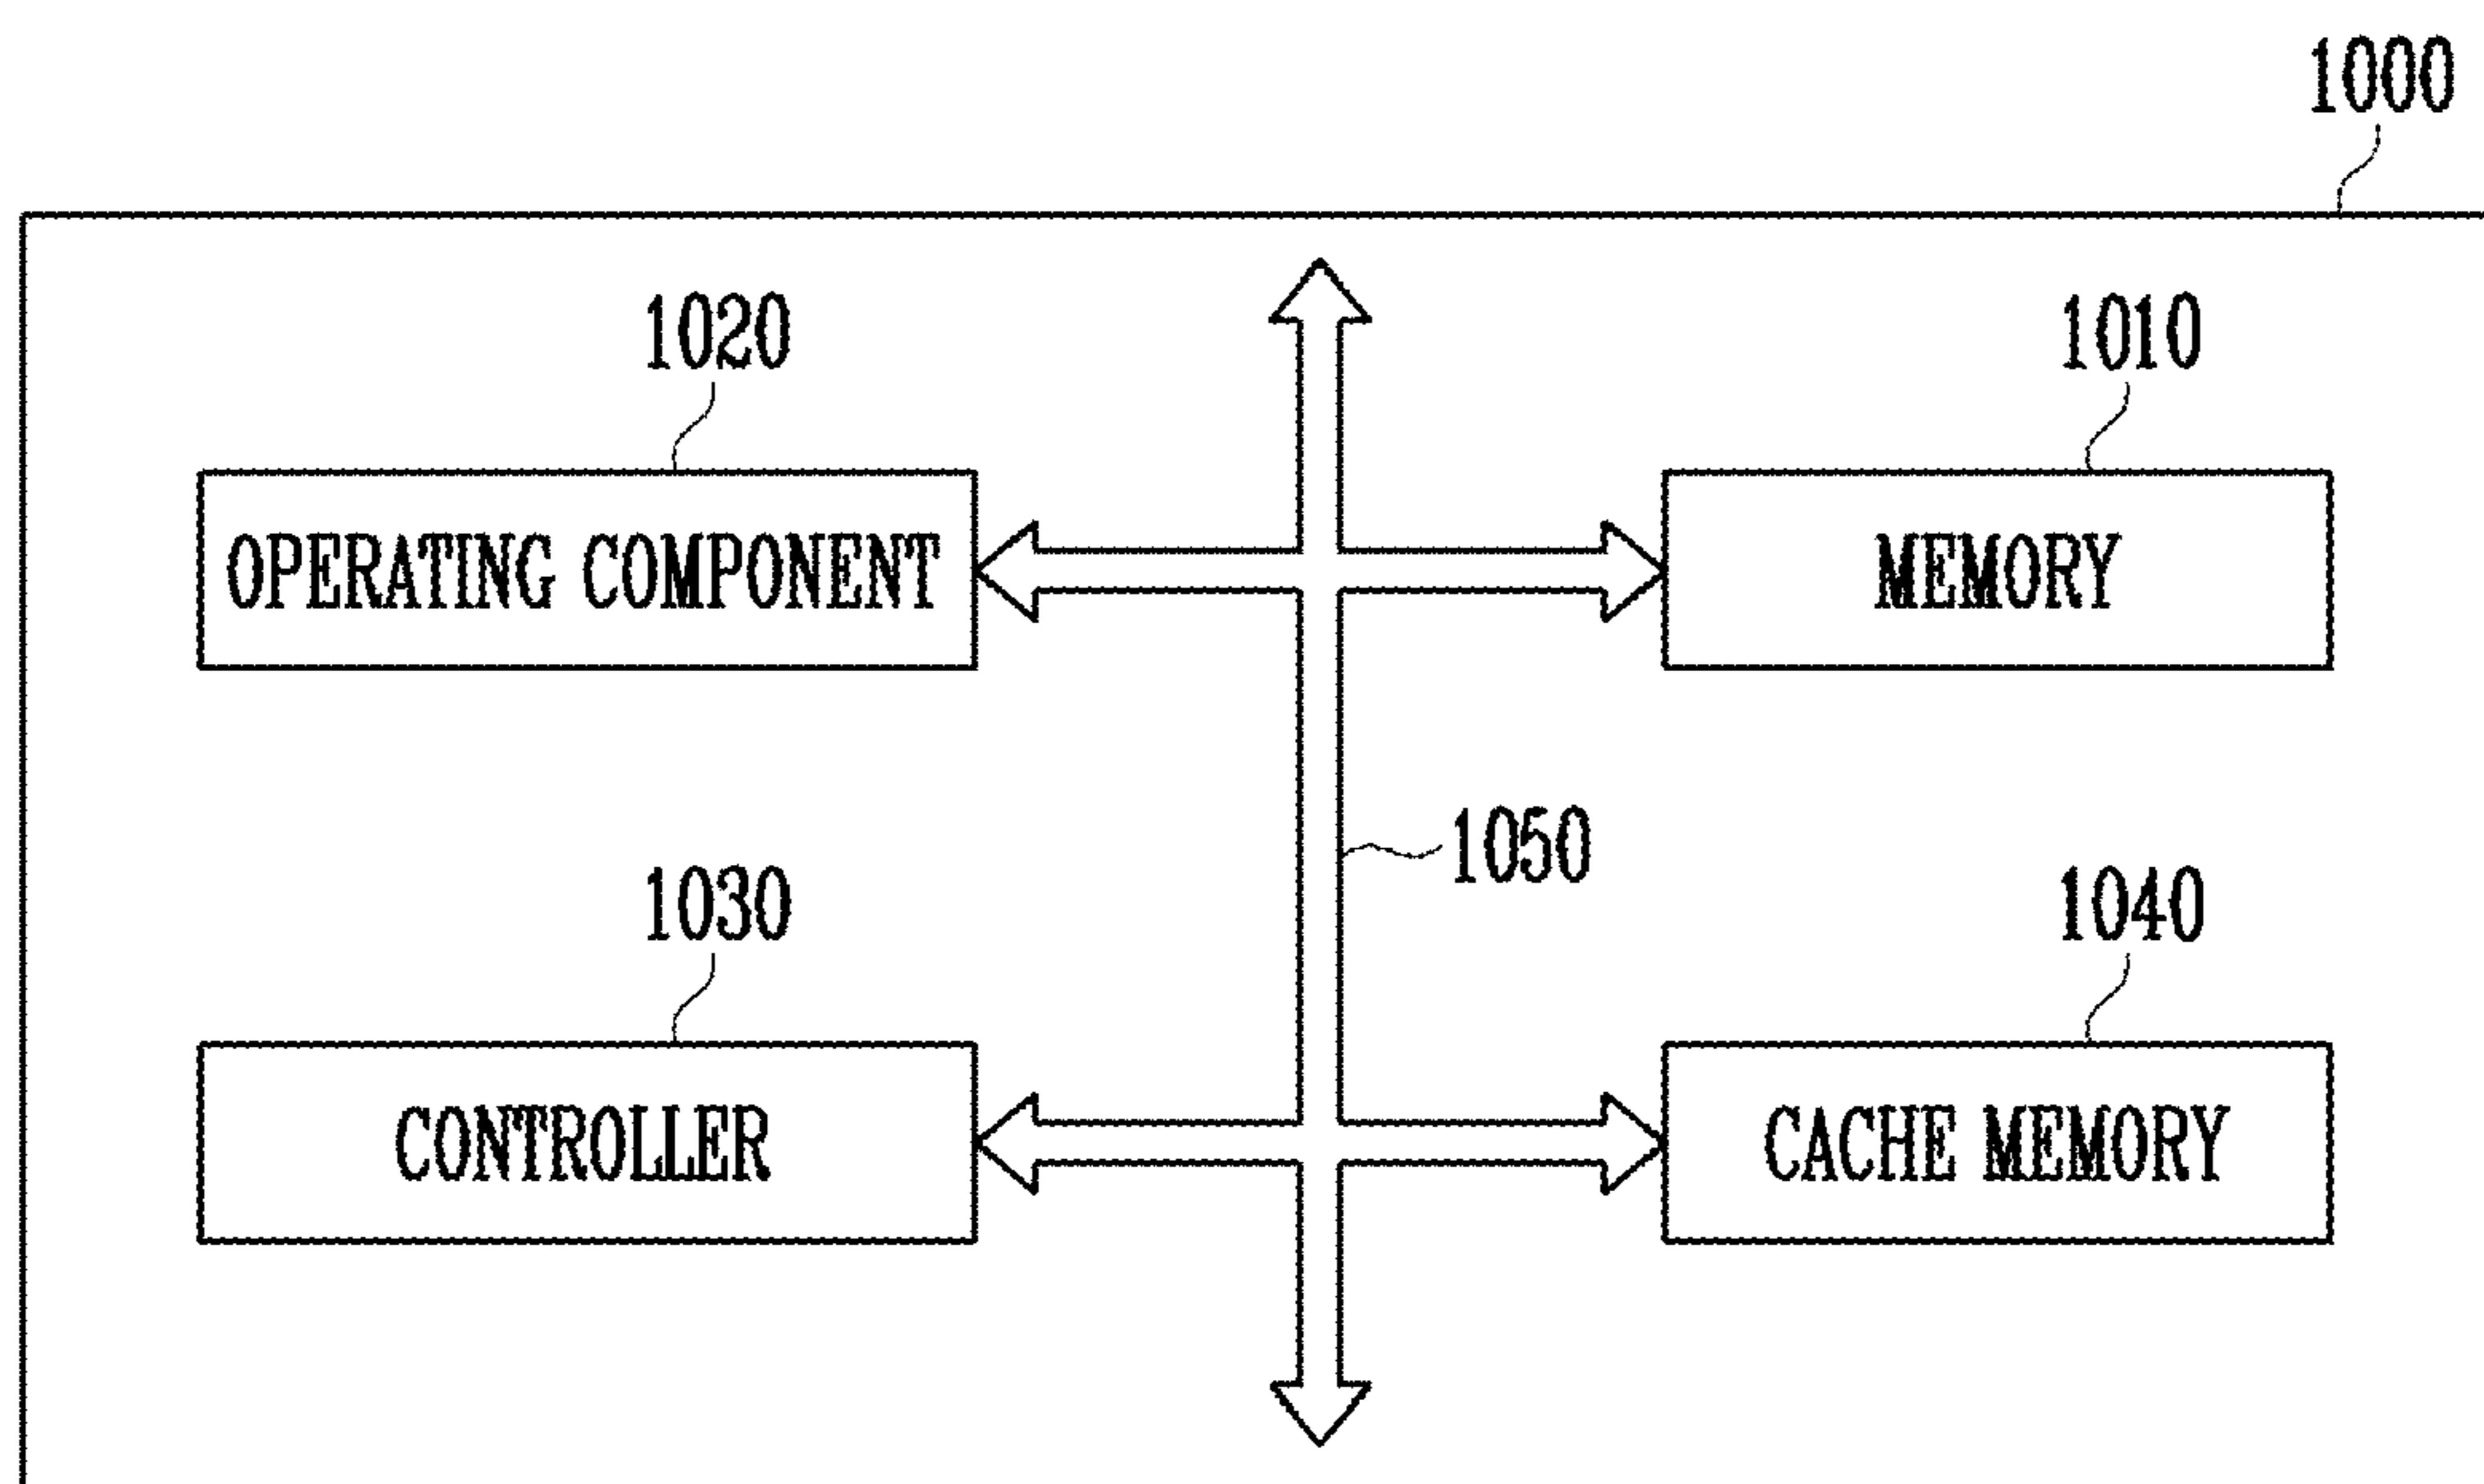 1000
1020
1010
OPERATING COMPONENT
MEMORY
1050
1030
1040
CONTROLLER
CACHE MEMORY